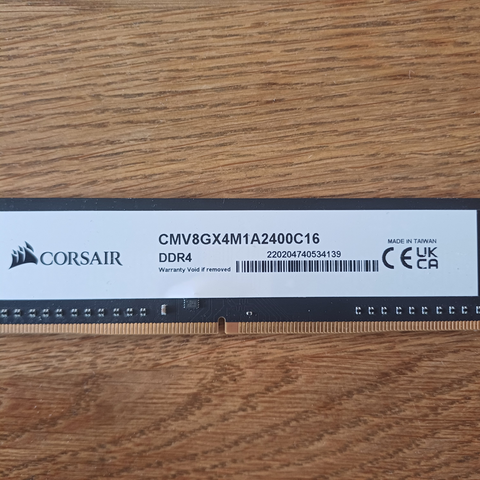 CORSAIR
CMV8GX4M1A2400C16
DDR4
Warranty Void if removed
220204740534139
MADE IN TAIWAN
CE UK CA